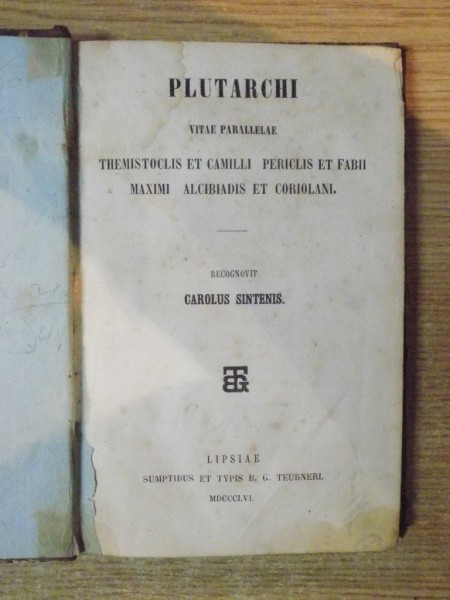 PLUTARCHI
VITAE PARALLELAE
THEMISTOCLIS ET CAMILLI PERICLIS ET FABII
MAXIMI ALCIBIADIS ET CORIOLANI.
RECOGNOVIT
CAROLUS SINTENIS.
BGT
LIPSIAE
SUMPTIBUS ET TYPIS B. G. TEUBNERI.
MDCCCLVI.